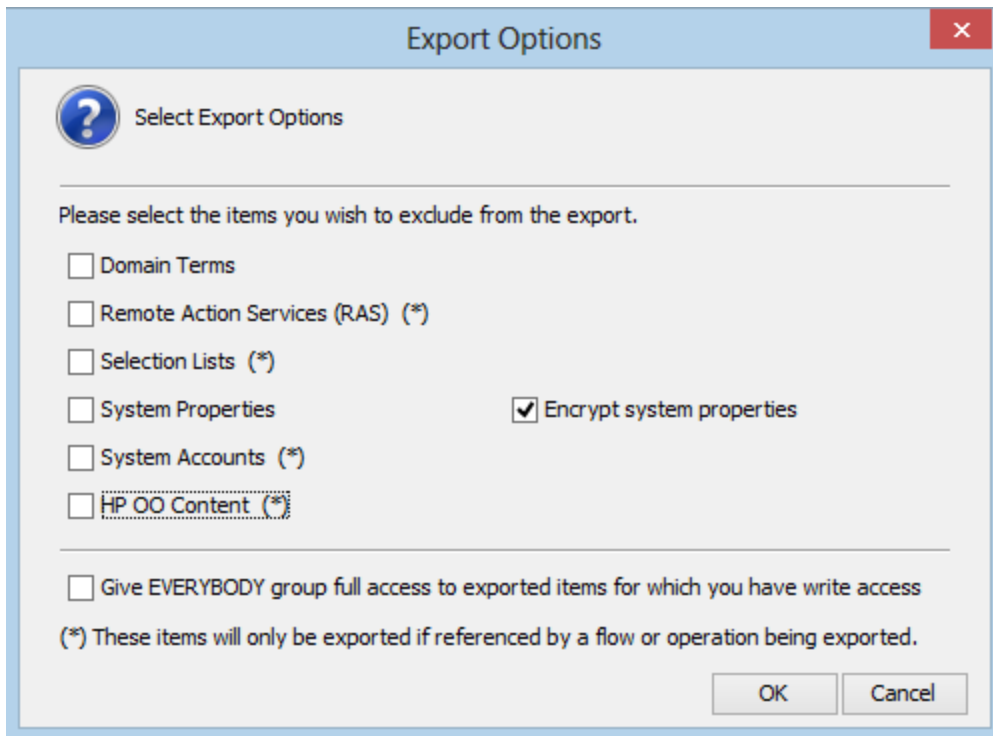 Export Options
Select Export Options
Please select the items you wish to exclude from the export.
Domain Terms
Remote Action Services (RAS) (*)
Selection Lists (*)
System Properties Encrypt system properties
System Accounts (*)
HP OO Content (*)
Give EVERYBODY group full access to exported items for which you have write access
(*) These items will only be exported if referenced by a flow or operation being exported.
OK Cancel